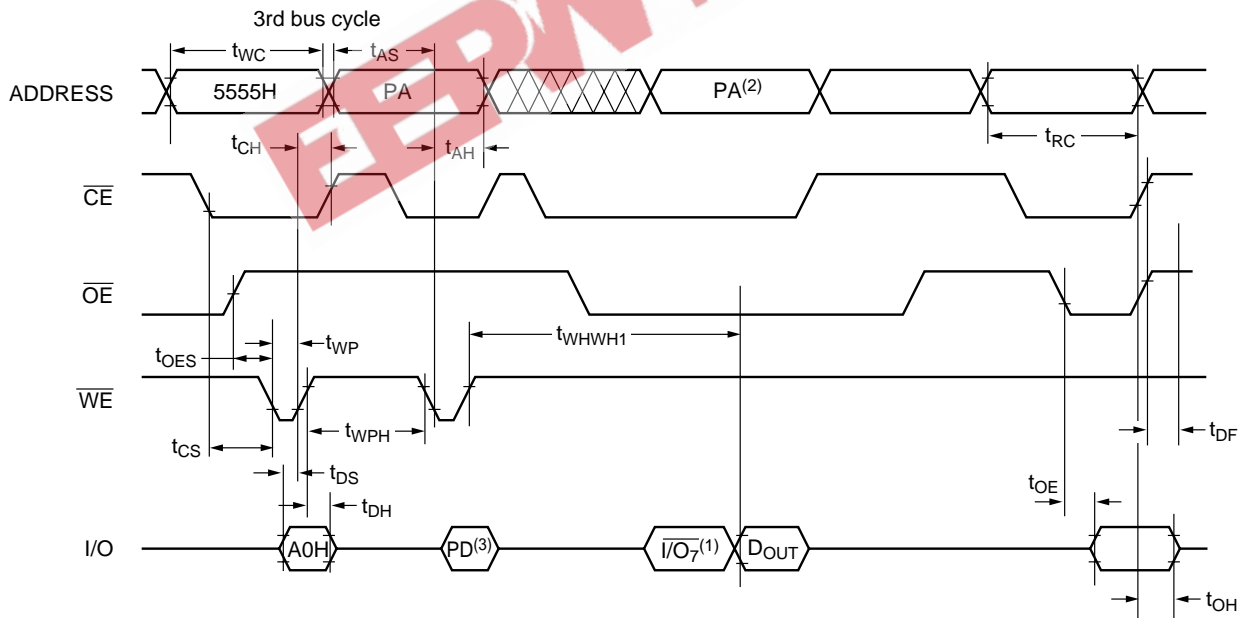 3rd bus cycle
tWC
tAS
ADDRESS
5555H
PA
PA(2)
tCH
tAH
tRC
CE
OE
tWHWH1
tOES
tWP
WE
tWPH
tCS
tDF
tDS
tOE
tDH
I/O
A0H
PD(3)
I/O7(1)
DOUT
tOH